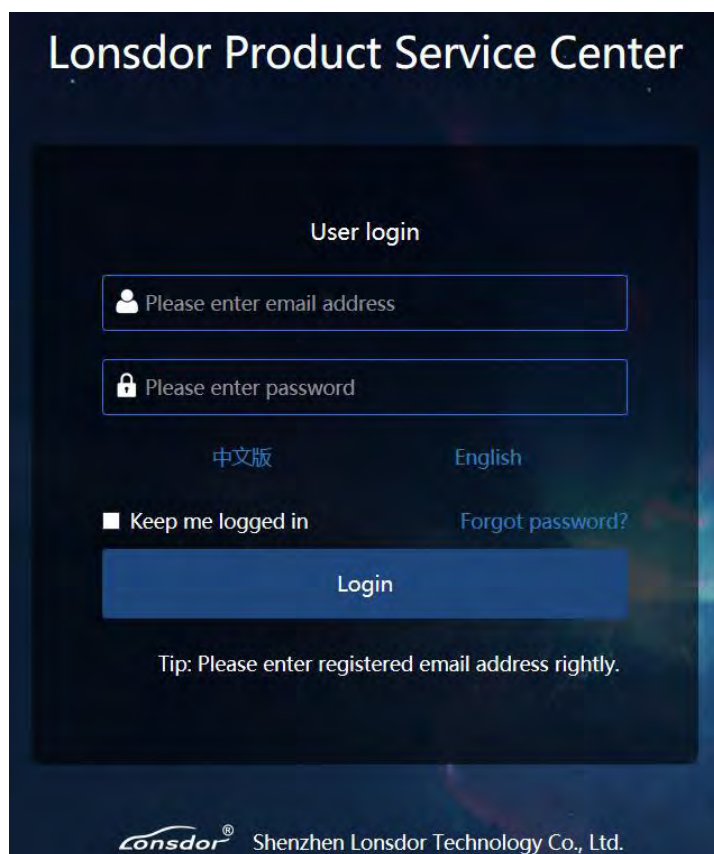 Lonsdor Product Service Center
User login
Please enter email address
Please enter password
中文版 English
Keep me logged in Forgot password?
Login
Tip: Please enter registered email address rightly.
Lonsdor® Shenzhen Lonsdor Technology Co., Ltd.